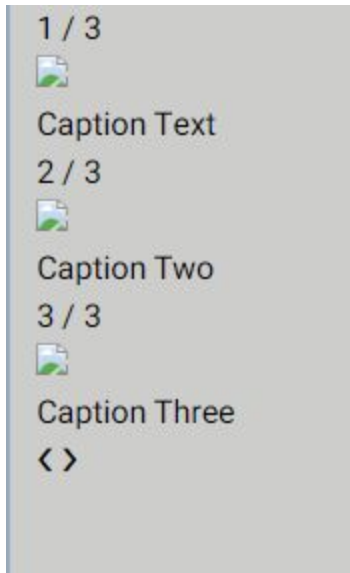 1 / 3
Caption Text
2 / 3
Caption Two
3 / 3
Caption Three
❮ ❯